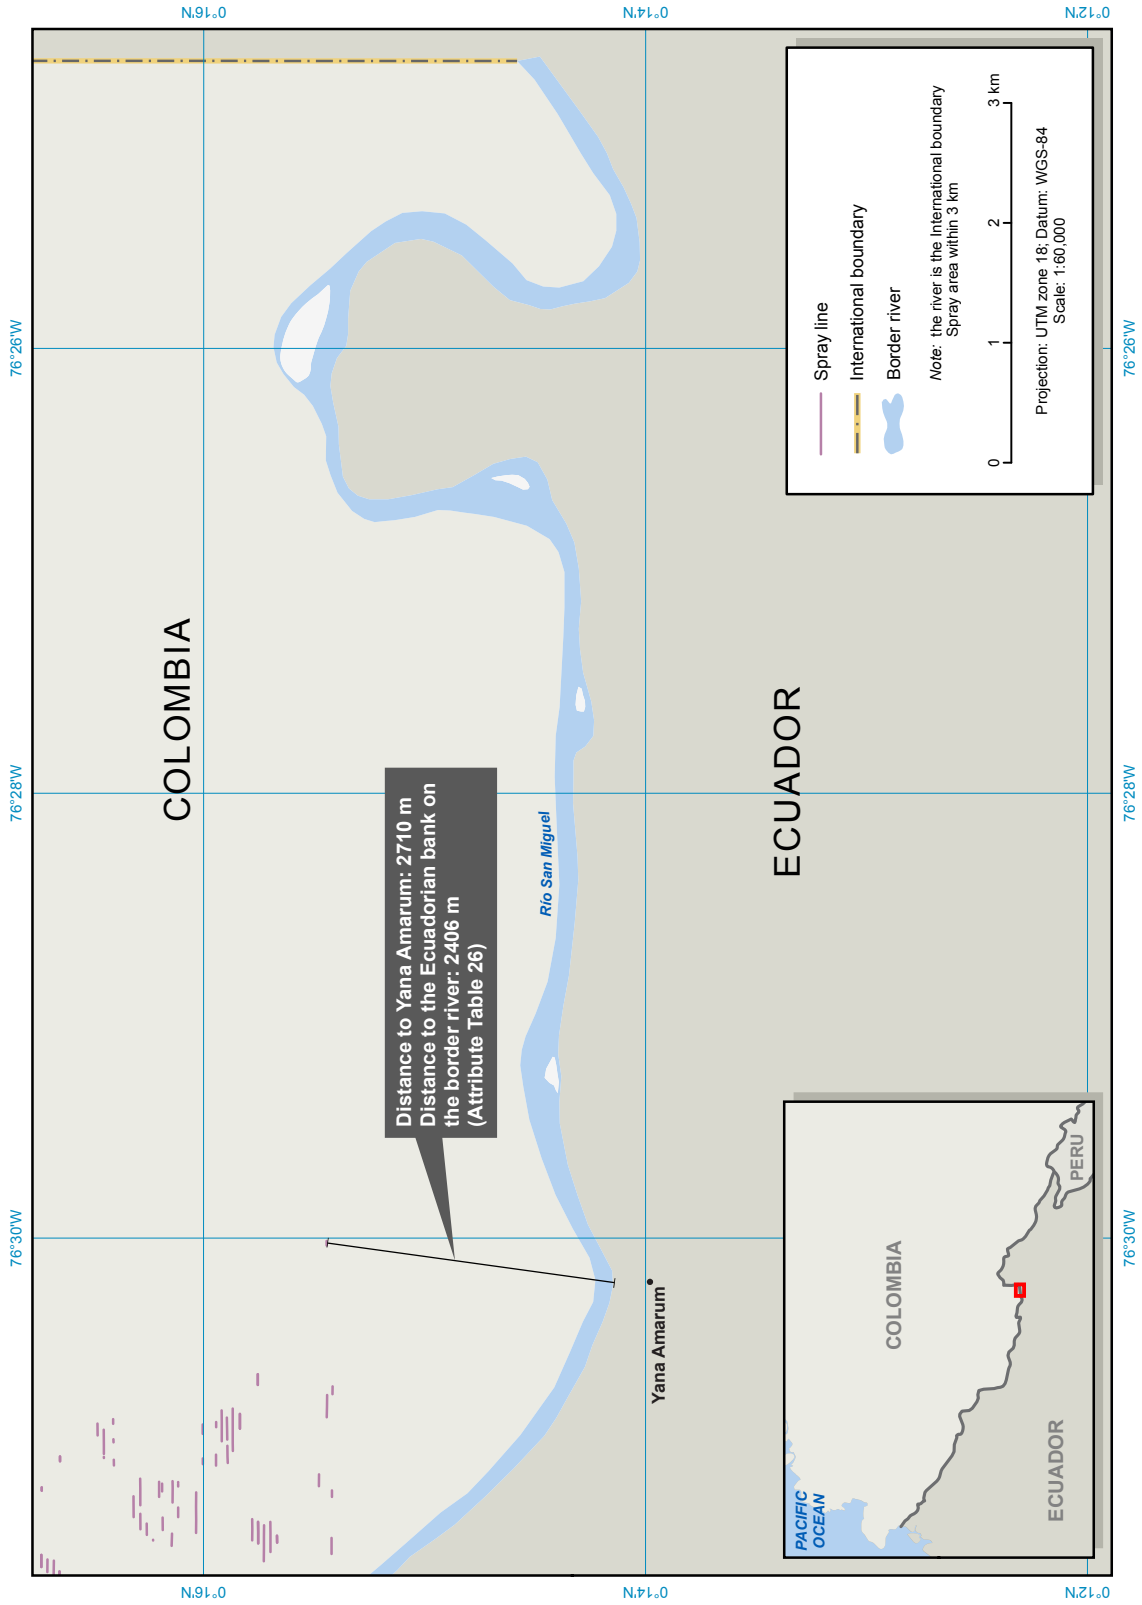 76°30'W
76°28'W
76°26'W
0°16'N
0°16'N
COLOMBIA
Distance to Yana Amarum: 2710 m
Distance to the Ecuadorian bank on
the border river: 2406 m
(Attribute Table 26)
Río San Miguel
0°14'N
0°14'N
Yana Amarum
ECUADOR
PACIFIC
OCEAN
COLOMBIA
ECUADOR
PERU
Spray line
International boundary
Border river
Note: the river is the International boundary
Spray area within 3 km
0
1
2
3 km
Projection: UTM zone 18; Datum: WGS-84
Scale: 1:60,000
0°12'N
0°12'N
76°30'W
76°28'W
76°26'W